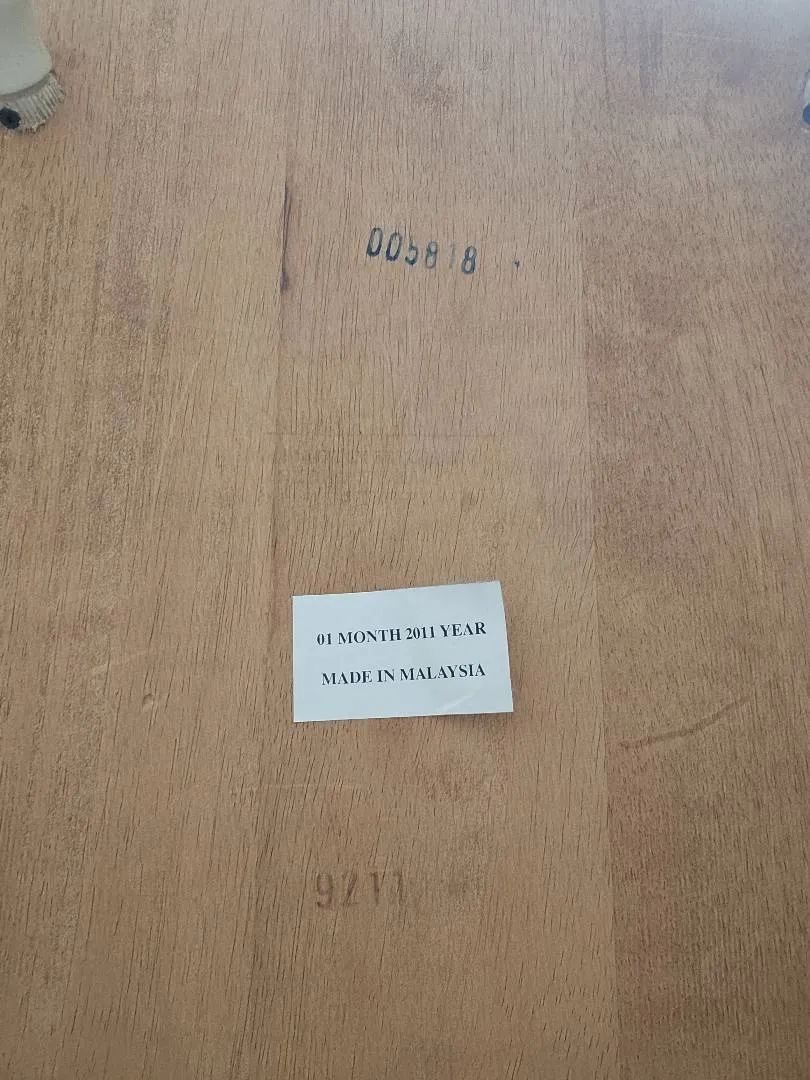 005818
01 MONTH 2011 YEAR
MADE IN MALAYSIA
9211